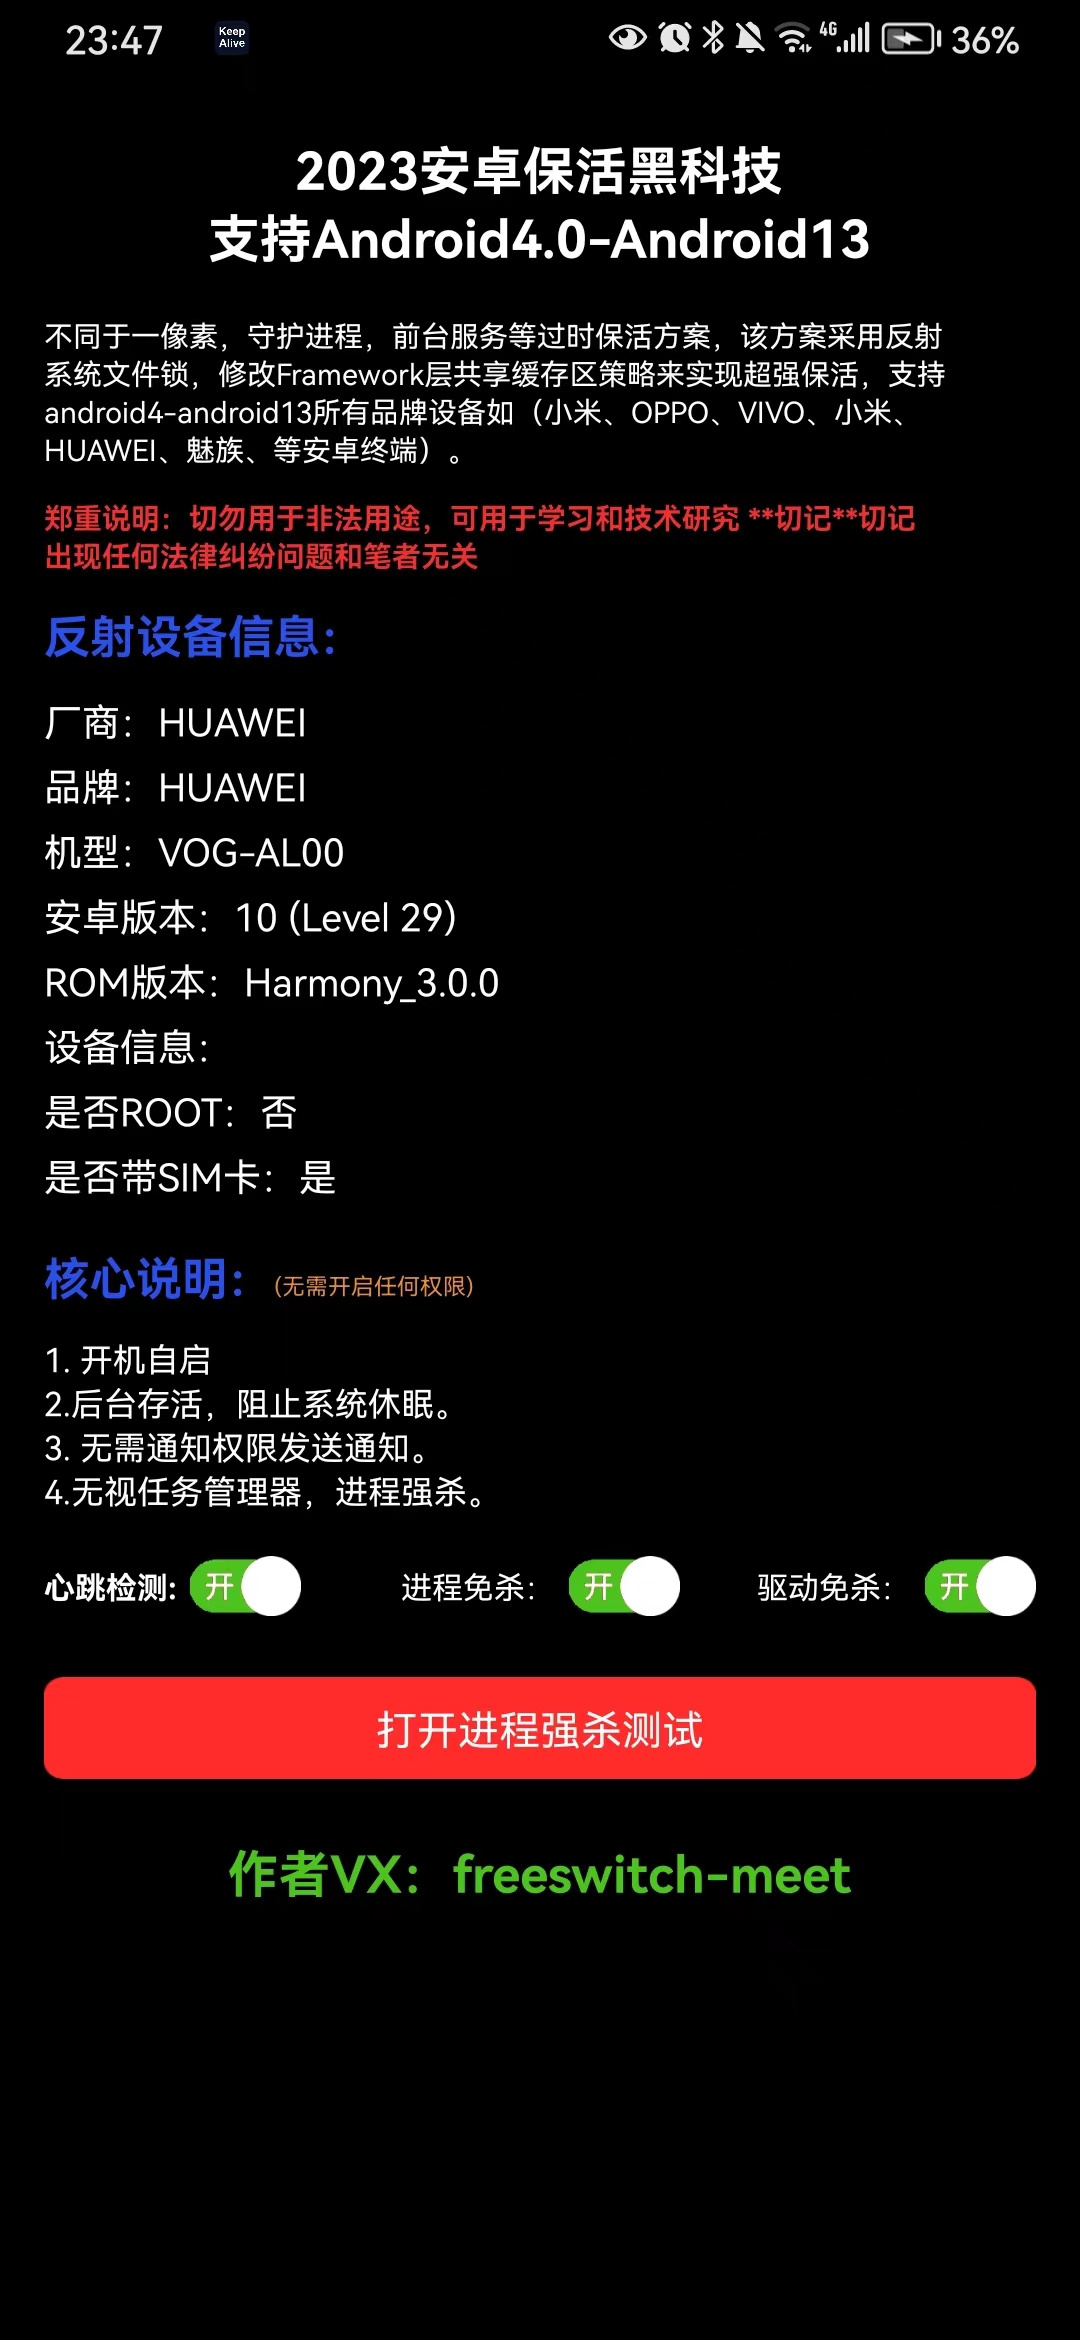 23:47
Keep
Alive
4G
36%
2023安卓保活黑科技
支持Android4.0-Android13
不同于一像素，守护进程，前台服务等过时保活方案，该方案采用反射
系统文件锁，修改Framework层共享缓存区策略来实现超强保活，支持
android4-android13所有品牌设备如（小米、OPPO、VIVO、小米、
HUAWEI、魅族、等安卓终端）。
郑重说明：切勿用于非法用途，可用于学习和技术研究 **切记**切记
出现任何法律纠纷问题和笔者无关
反射设备信息：
厂商：HUAWEI
品牌：HUAWEI
机型：VOG-AL00
安卓版本：10 (Level 29)
ROM版本：Harmony_3.0.0
设备信息：
是否ROOT：否
是否带SIM卡：是
核心说明：(无需开启任何权限)
1. 开机自启
2.后台存活，阻止系统休眠。
3. 无需通知权限发送通知。
4.无视任务管理器，进程强杀。
心跳检测: 开 进程免杀： 开 驱动免杀： 开
打开进程强杀测试
作者VX：freeswitch-meet